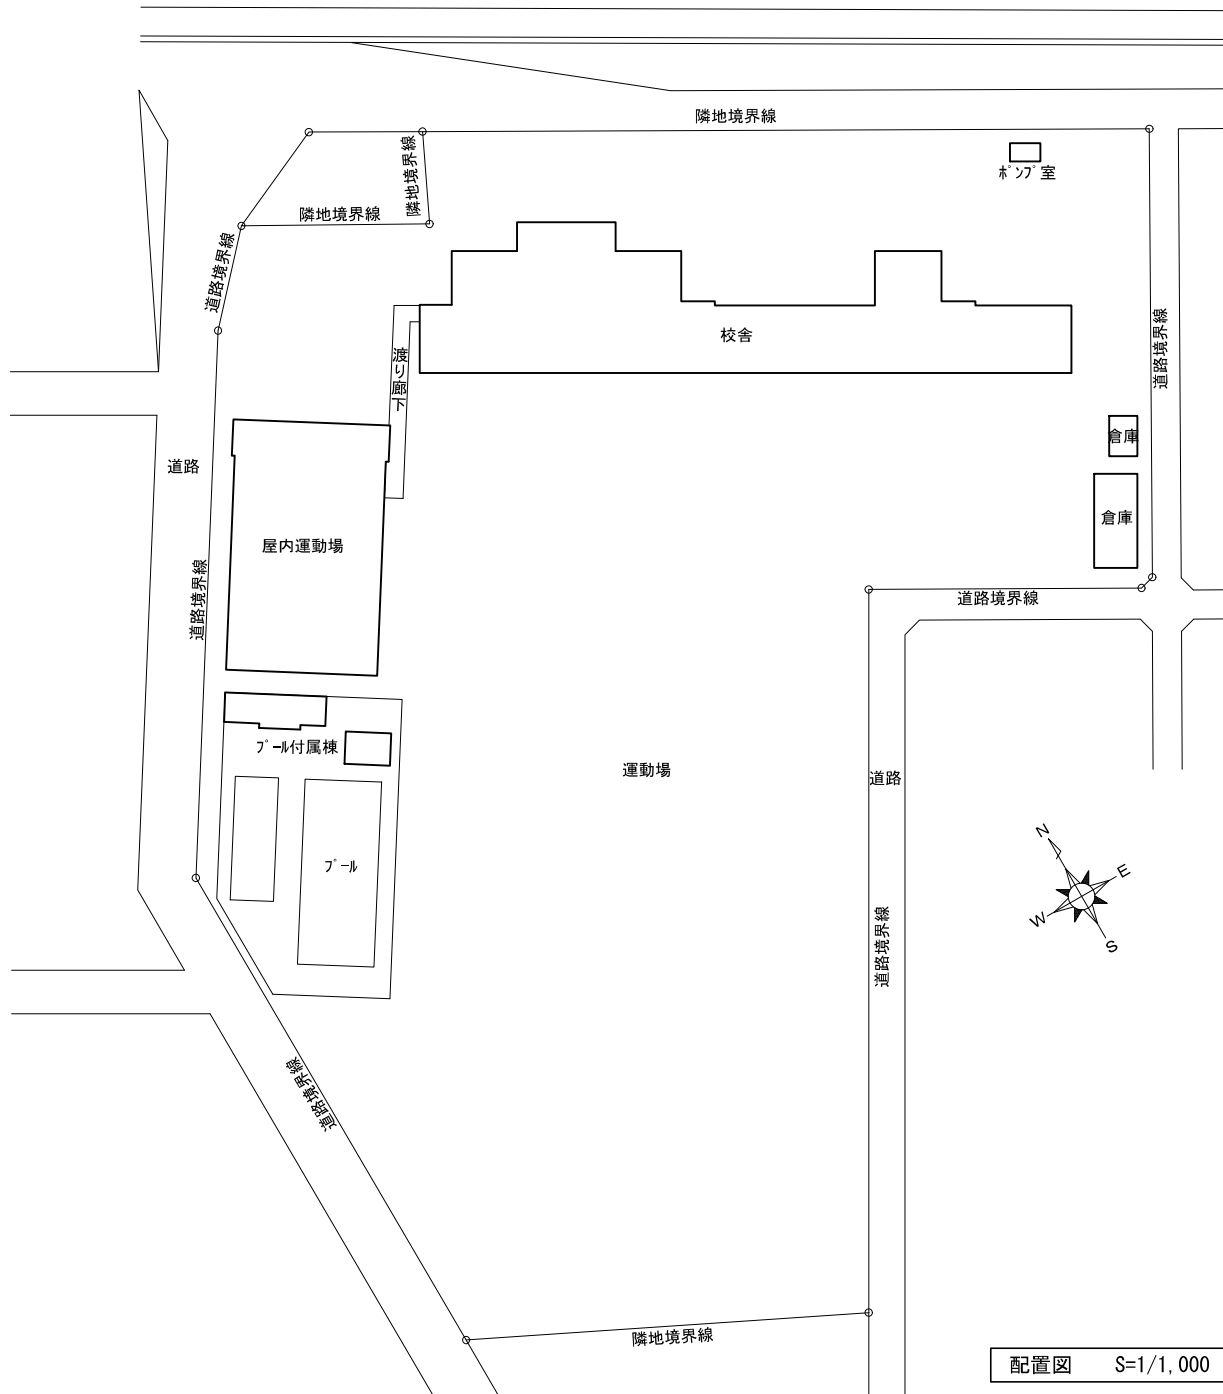 隣地境界線
隣地境界線
ポンプ室
隣地境界線
道路境界線
校舎
道路境界線
渡り廊下
倉庫
道路
倉庫
屋内運動場
道路境界線
道路境界線
プール付属棟
運動場
道路
プール
N
E
W
S
道路境界線
道路境界線
隣地境界線
配置図 S=1/1,000